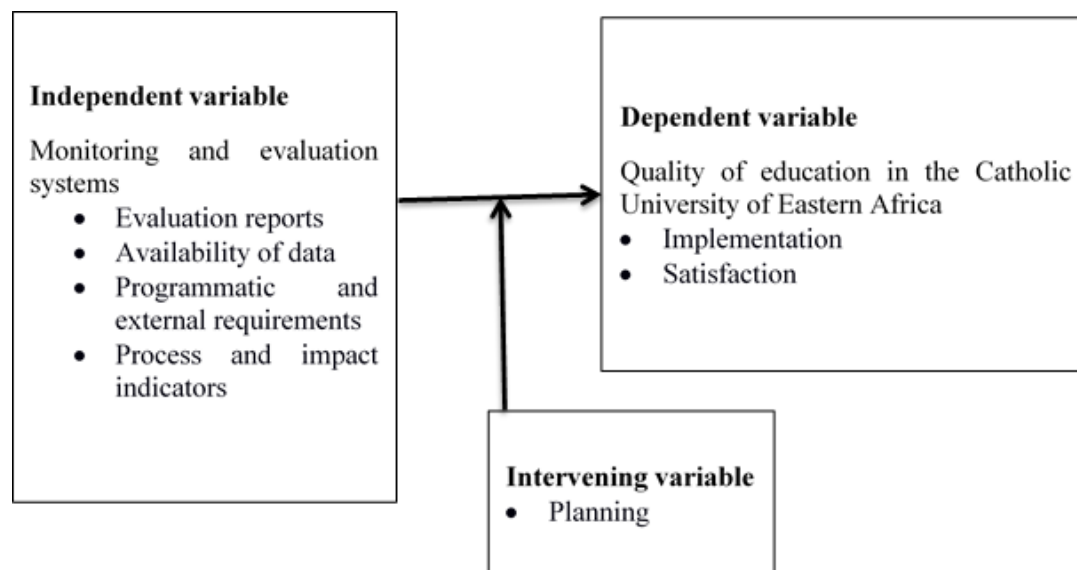 Independent variable
Monitoring and evaluation
systems
• Evaluation reports
• Availability of data
• Programmatic and
external requirements
• Process and impact
indicators
Dependent variable
Quality of education in the Catholic
University of Eastern Africa
• Implementation
• Satisfaction
Intervening variable
• Planning